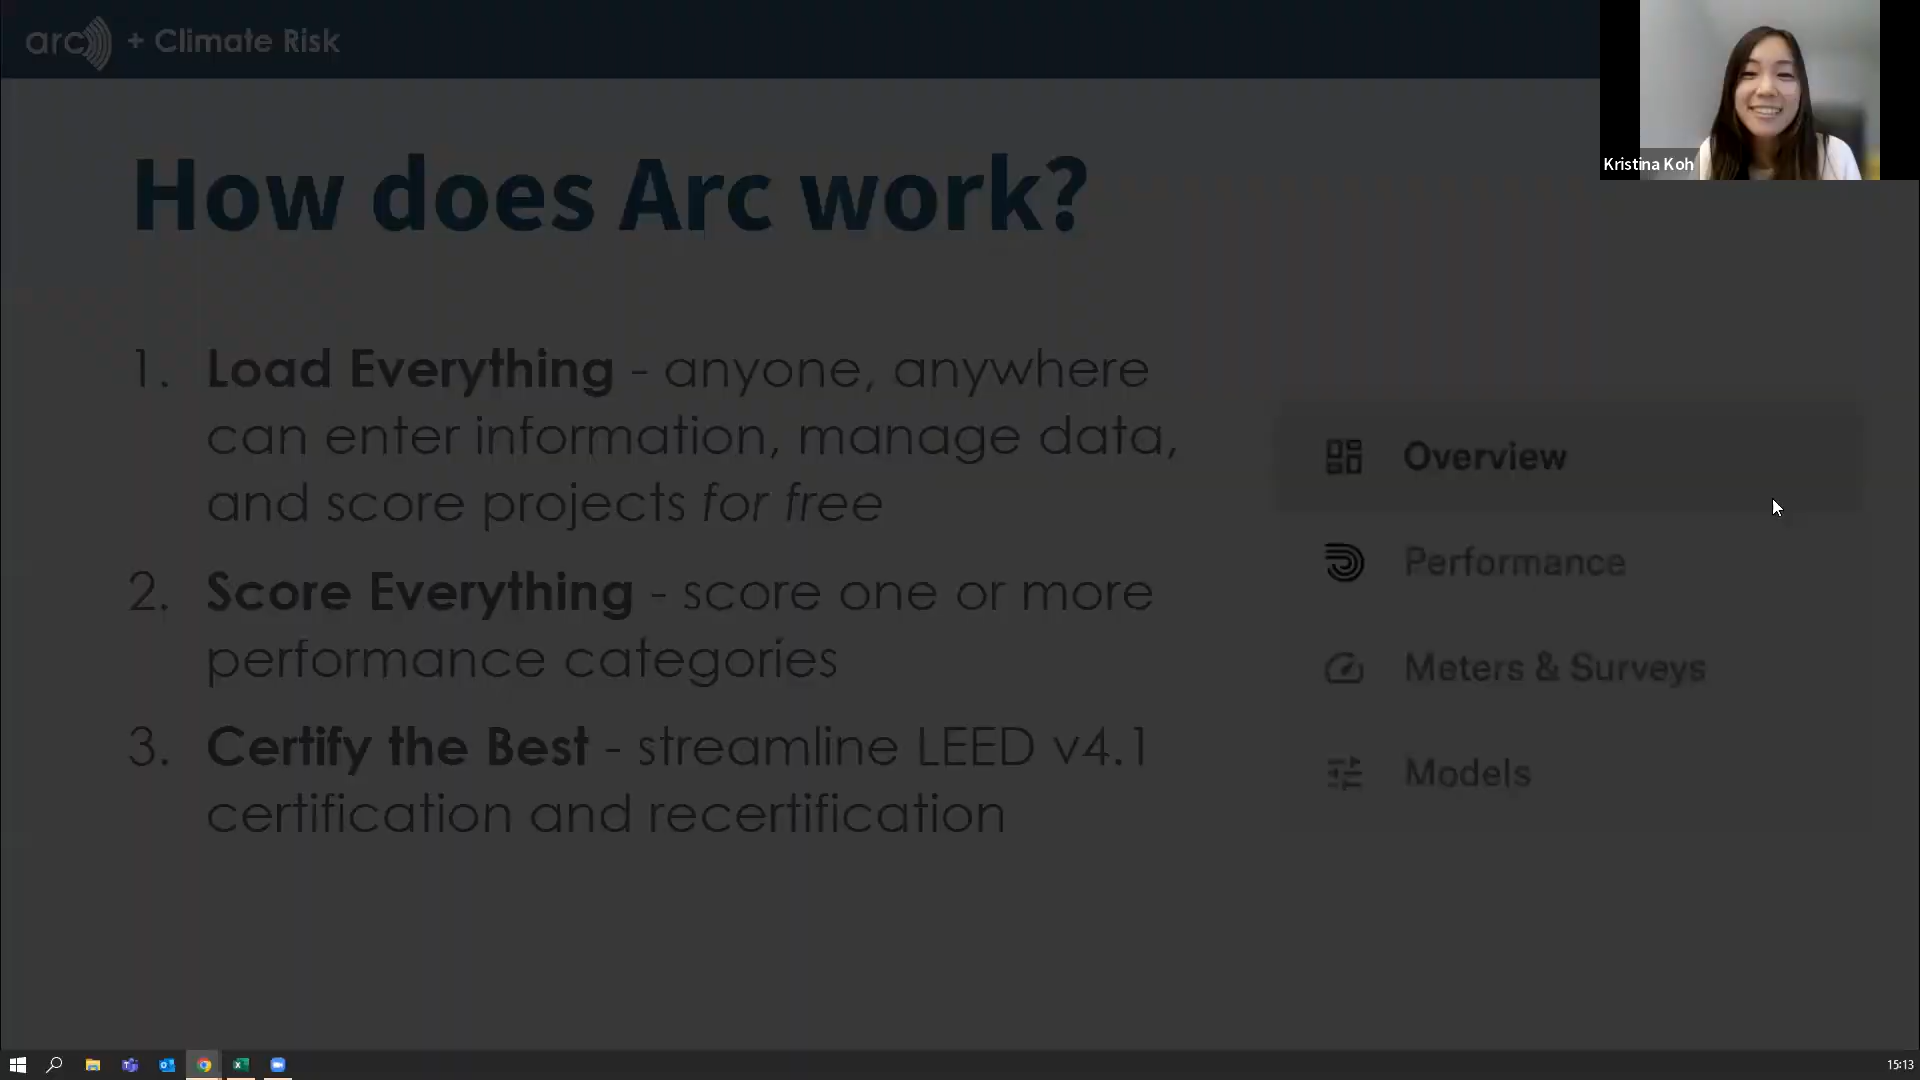 arc + Climate Risk
Kristina Koh
How does Arc work?
1. Load Everything - anyone, anywhere
can enter information, manage data,
and score projects for free
2. Score Everything - score one or more
performance categories
3. Certify the Best - streamline LEED v4.1
certification and recertification
Overview
Performance
Meters & Surveys
Models
15:13